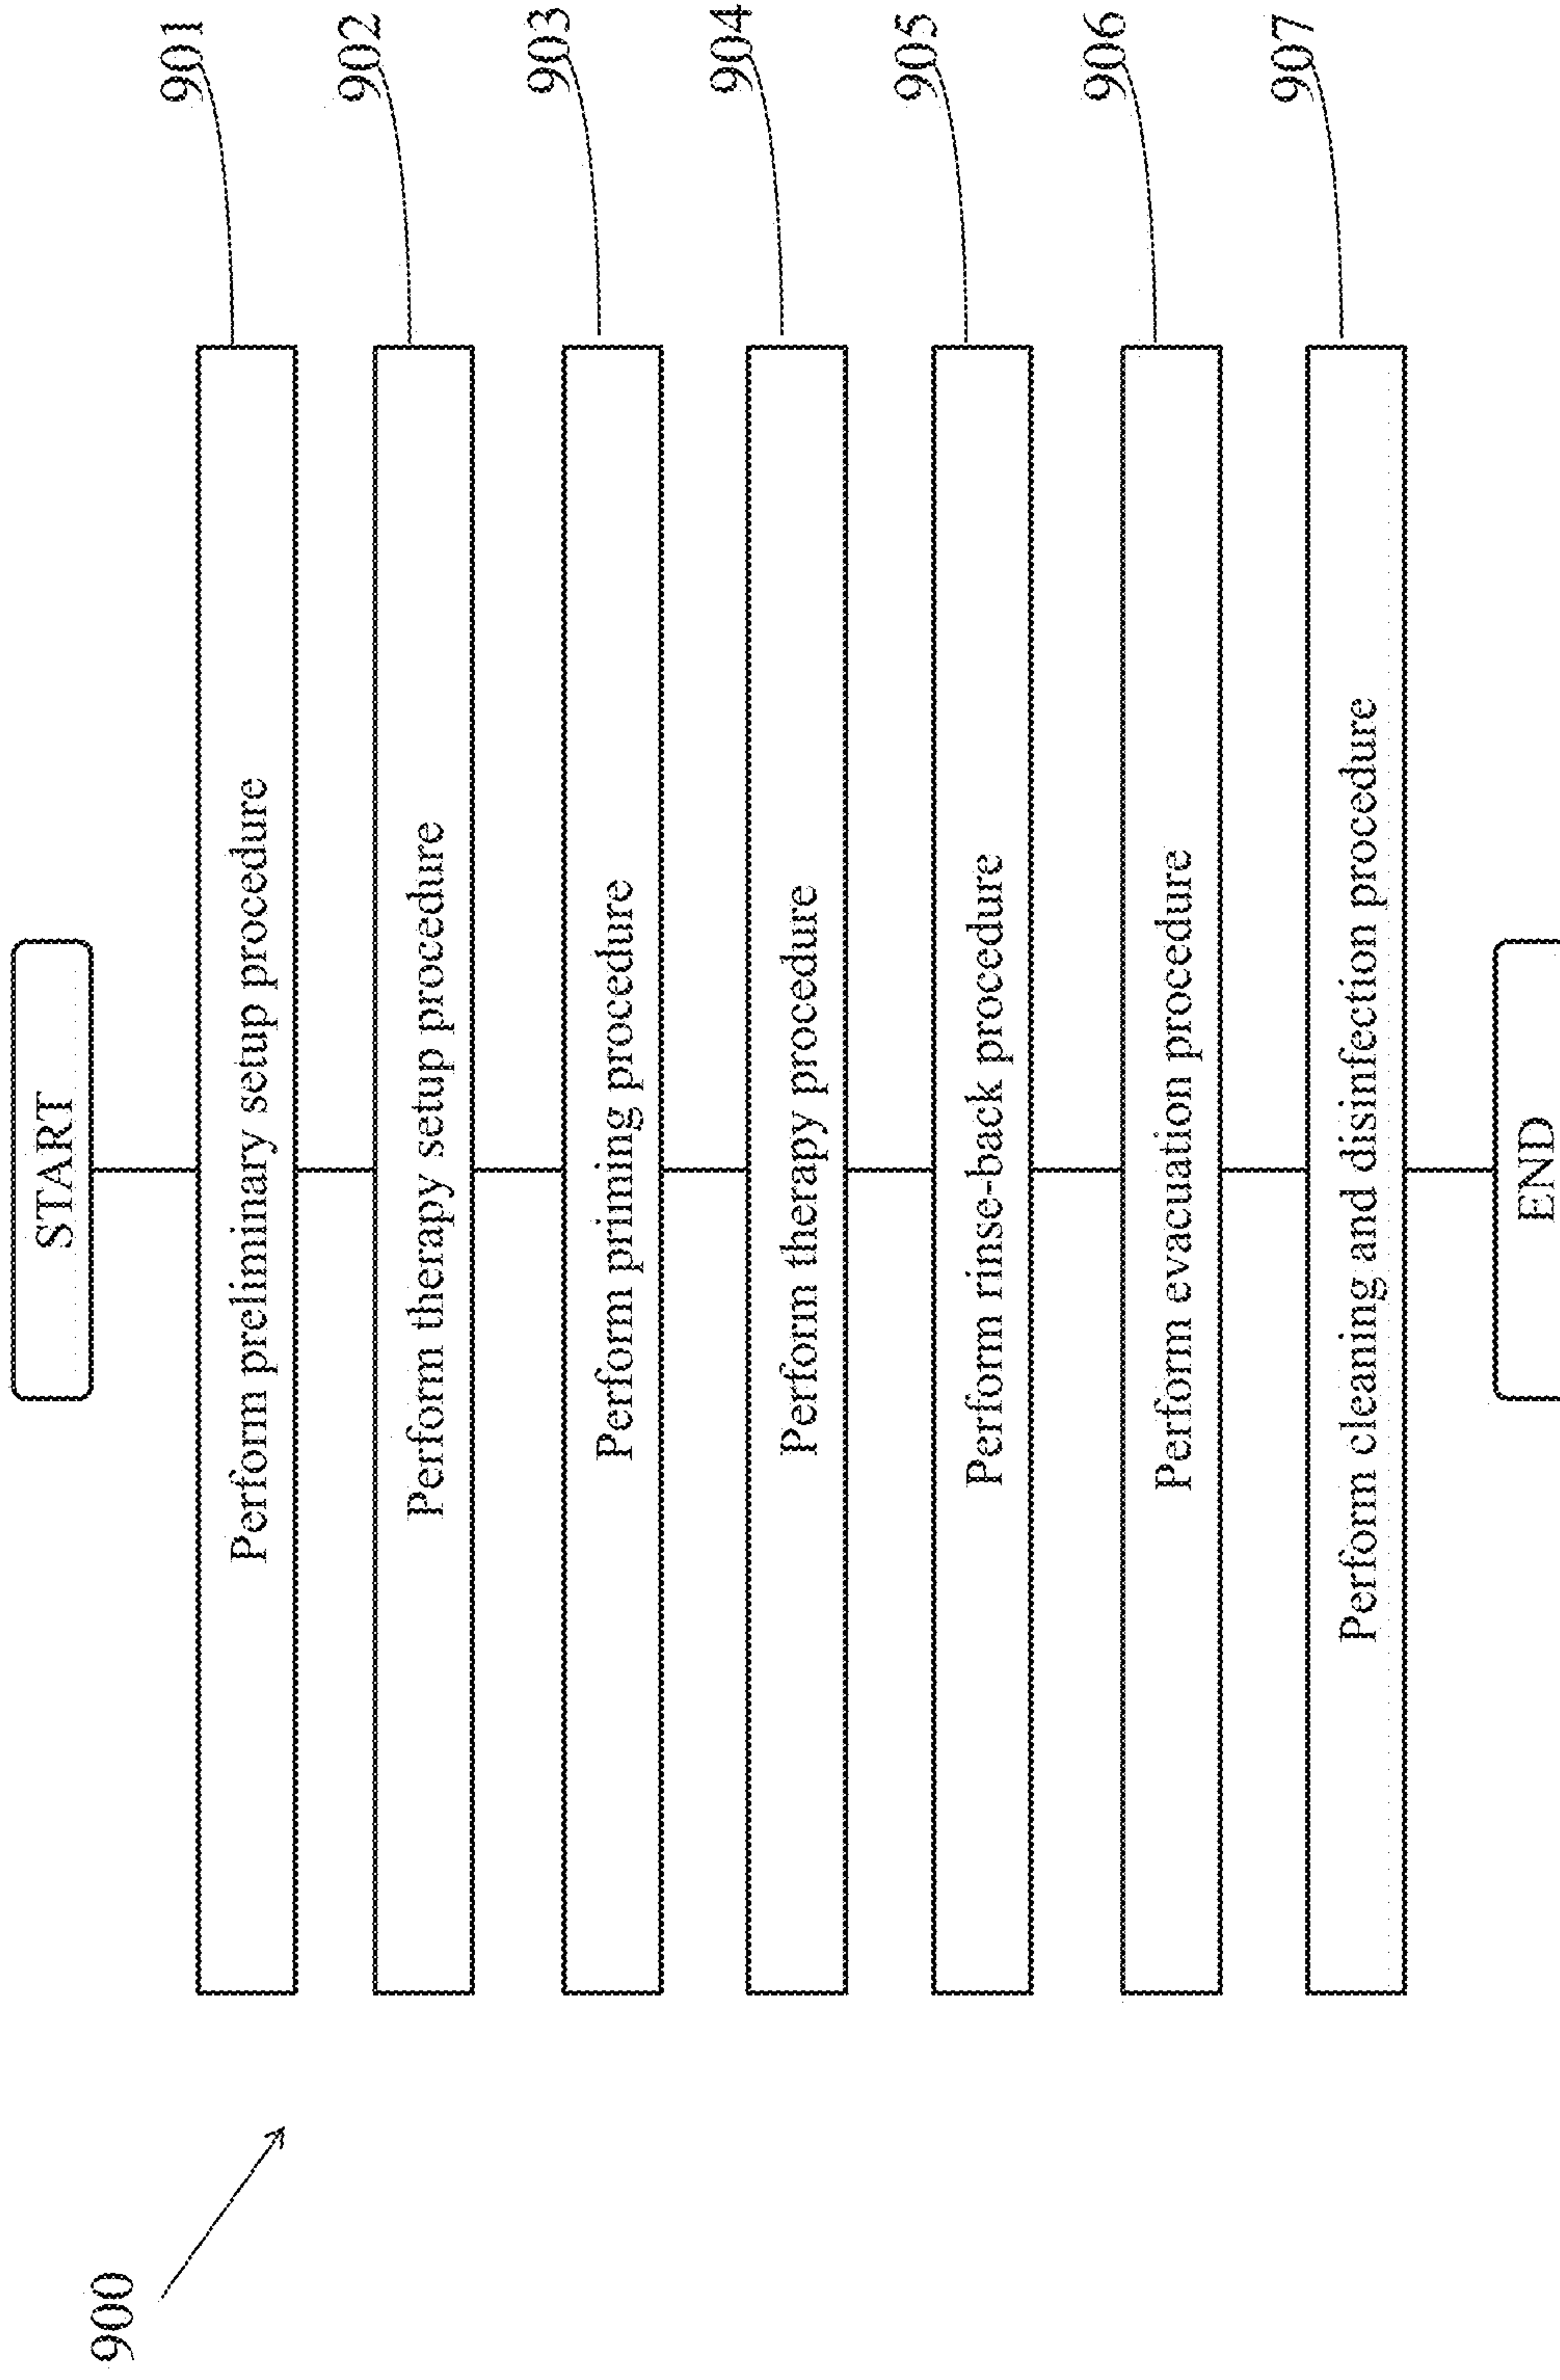 900
START
Perform preliminary setup procedure
901
Perform therapy setup procedure
902
Perform priming procedure
903
Perform therapy procedure
904
Perform rinse-back procedure
905
Perform evacuation procedure
906
Perform cleaning and disinfection procedure
907
END